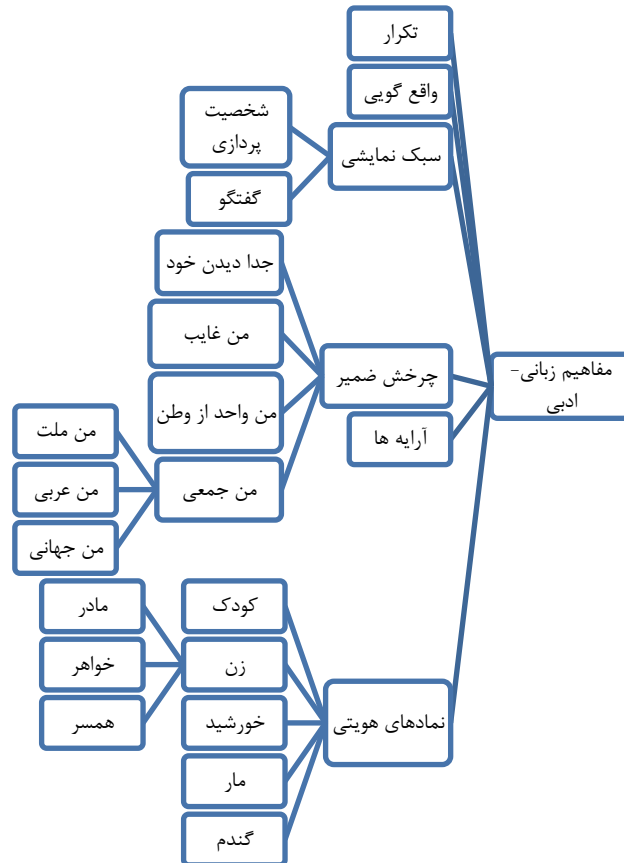 مفاهیم زبانی-
ادبی
تکرار
واقع گویی
سبک نمایشی
شخصیت
پردازی
گفتگو
چرخش ضمیر
جدا دیدن خود
من غایب
من واحد از وطن
من جمعی
من ملت
من عربی
من جهانی
آرایه ها
نمادهای هویتی
کودک
زن
مادر
خواهر
همسر
خورشید
مار
گندم